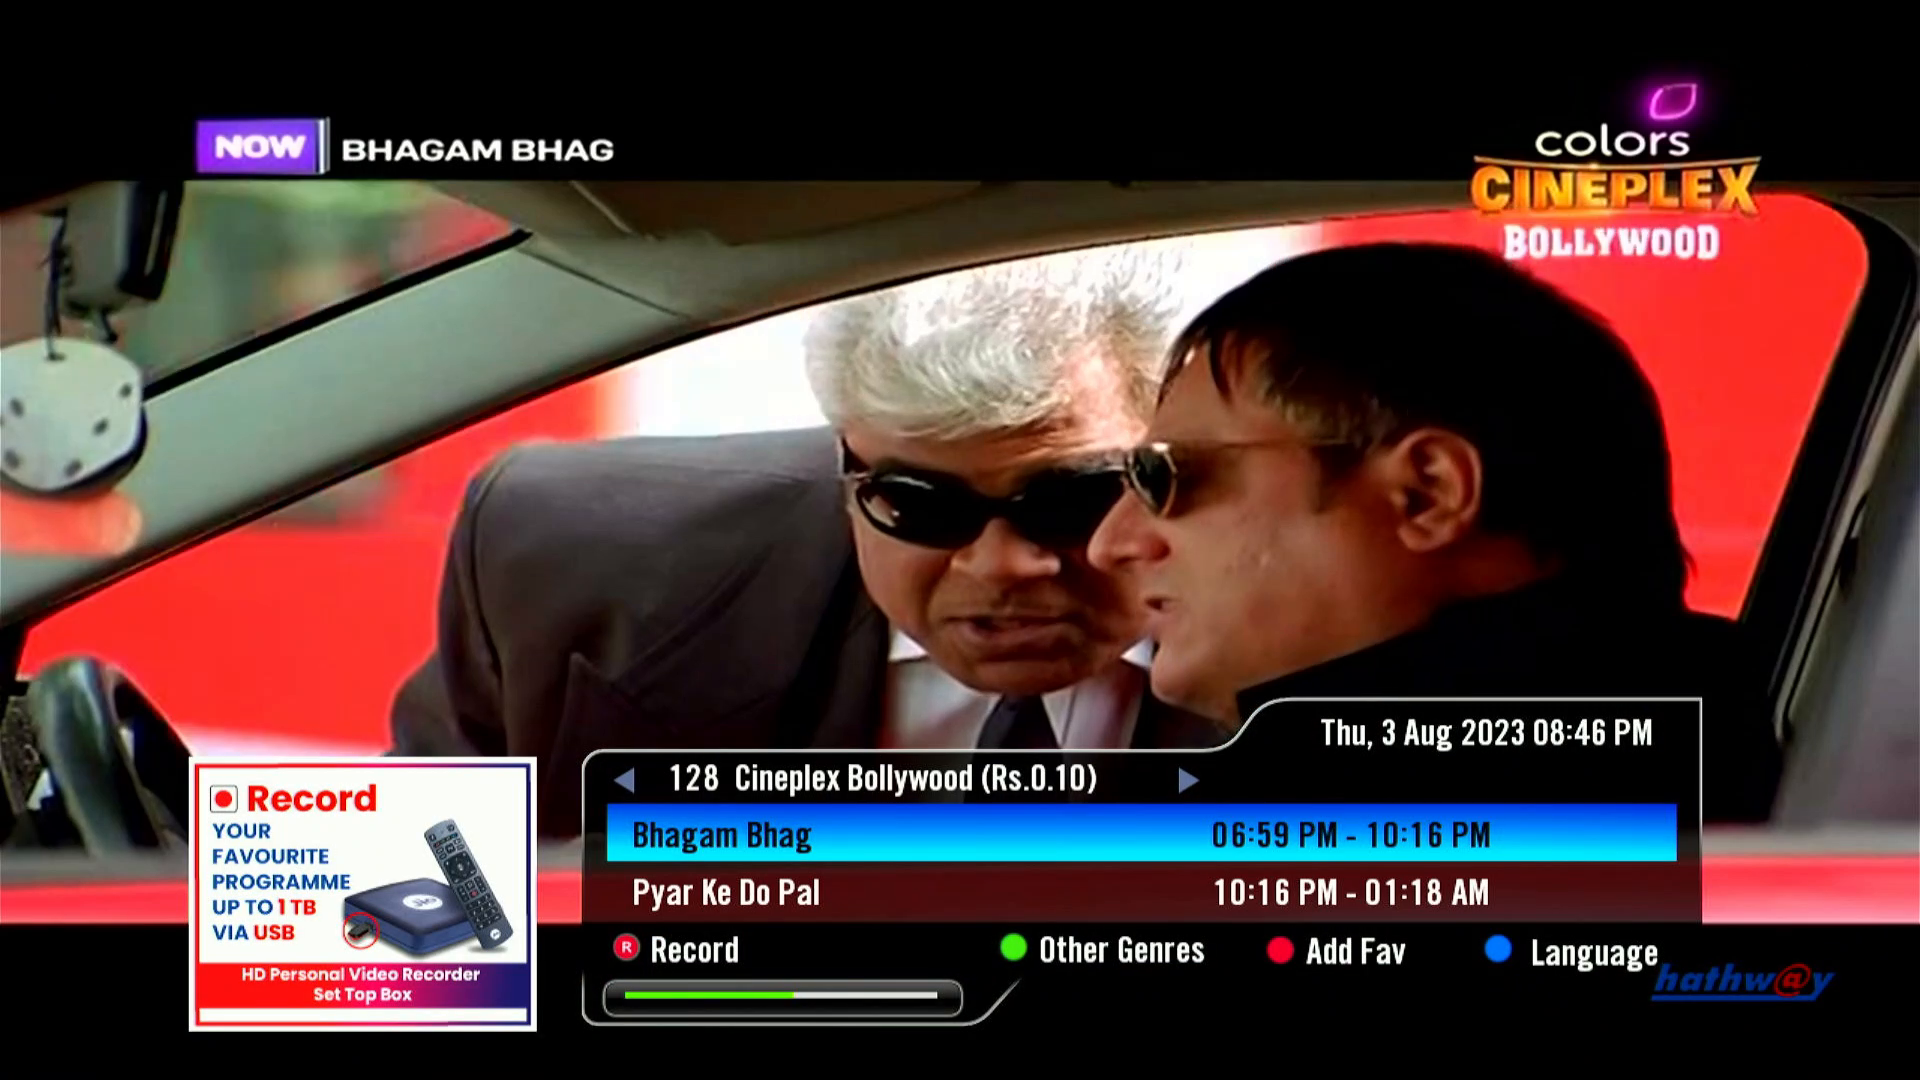 NOW BHAGAM BHAG
colors
CINEPLEX
BOLLYWOOD
Thu, 3 Aug 2023 08:46 PM
128 Cineplex Bollywood (Rs.0.10)
Bhagam Bhag 06:59 PM - 10:16 PM
Pyar Ke Do Pal 10:16 PM - 01:18 AM
R Record Other Genres Add Fav Language
hathw@y
Record
YOUR
FAVOURITE
PROGRAMME
UP TO 1 TB
VIA USB
Jio
HD Personal Video Recorder
Set Top Box